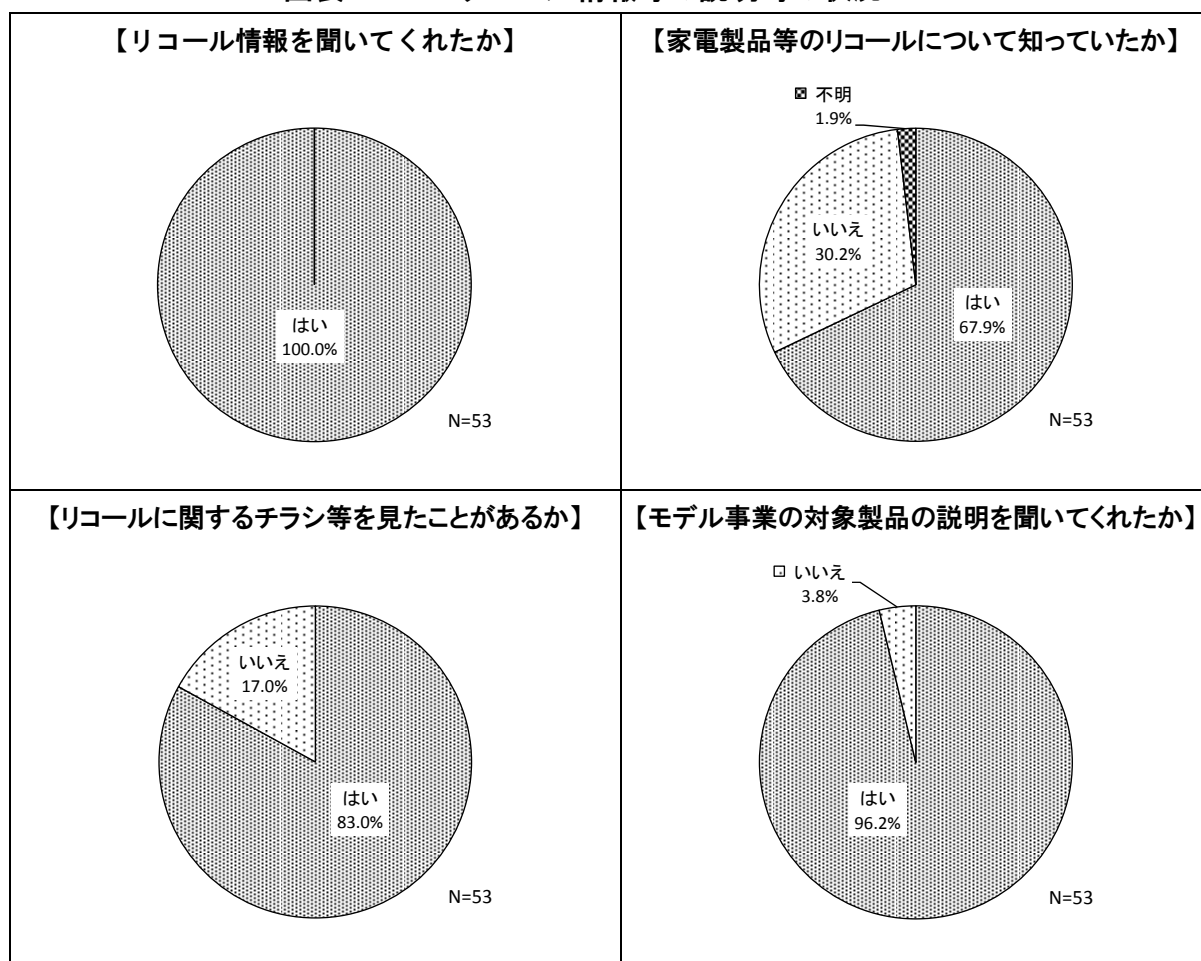 【リコール情報を聞いてくれたか】
はい
100.0%
N=53
【家電製品等のリコールについて知っていたか】
不明
1.9%
いいえ
30.2%
はい
67.9%
N=53
【リコールに関するチラシ等を見たことがあるか】
いいえ
17.0%
はい
83.0%
N=53
【モデル事業の対象製品の説明を聞いてくれたか】
いいえ
3.8%
はい
96.2%
N=53